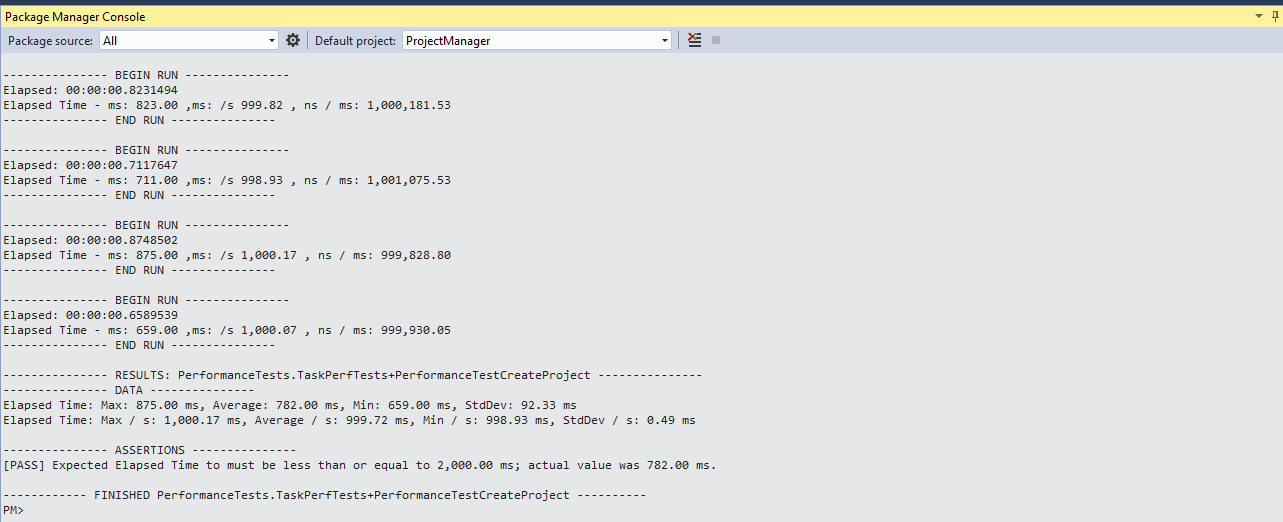 Package Manager Console
Package source: All Default project: ProjectManager
--------------- BEGIN RUN ---------------
Elapsed: 00:00:00.8231494
Elapsed Time - ms: 823.00 ,ms: /s 999.82 , ns / ms: 1,000,181.53
--------------- END RUN ---------------
--------------- BEGIN RUN ---------------
Elapsed: 00:00:00.7117647
Elapsed Time - ms: 711.00 ,ms: /s 998.93 , ns / ms: 1,001,075.53
--------------- END RUN ---------------
--------------- BEGIN RUN ---------------
Elapsed: 00:00:00.8748502
Elapsed Time - ms: 875.00 ,ms: /s 1,000.17 , ns / ms: 999,828.80
--------------- END RUN ---------------
--------------- BEGIN RUN ---------------
Elapsed: 00:00:00.6589539
Elapsed Time - ms: 659.00 ,ms: /s 1,000.07 , ns / ms: 999,930.05
--------------- END RUN ---------------
--------------- RESULTS: PerformanceTests.TaskPerfTests+PerformanceTestCreateProject ---------------
--------------- DATA ---------------
Elapsed Time: Max: 875.00 ms, Average: 782.00 ms, Min: 659.00 ms, StdDev: 92.33 ms
Elapsed Time: Max / s: 1,000.17 ms, Average / s: 999.72 ms, Min / s: 998.93 ms, StdDev / s: 0.49 ms
--------------- ASSERTIONS ---------------
[PASS] Expected Elapsed Time to must be less than or equal to 2,000.00 ms; actual value was 782.00 ms.
------------ FINISHED PerformanceTests.TaskPerfTests+PerformanceTestCreateProject ----------
PM>